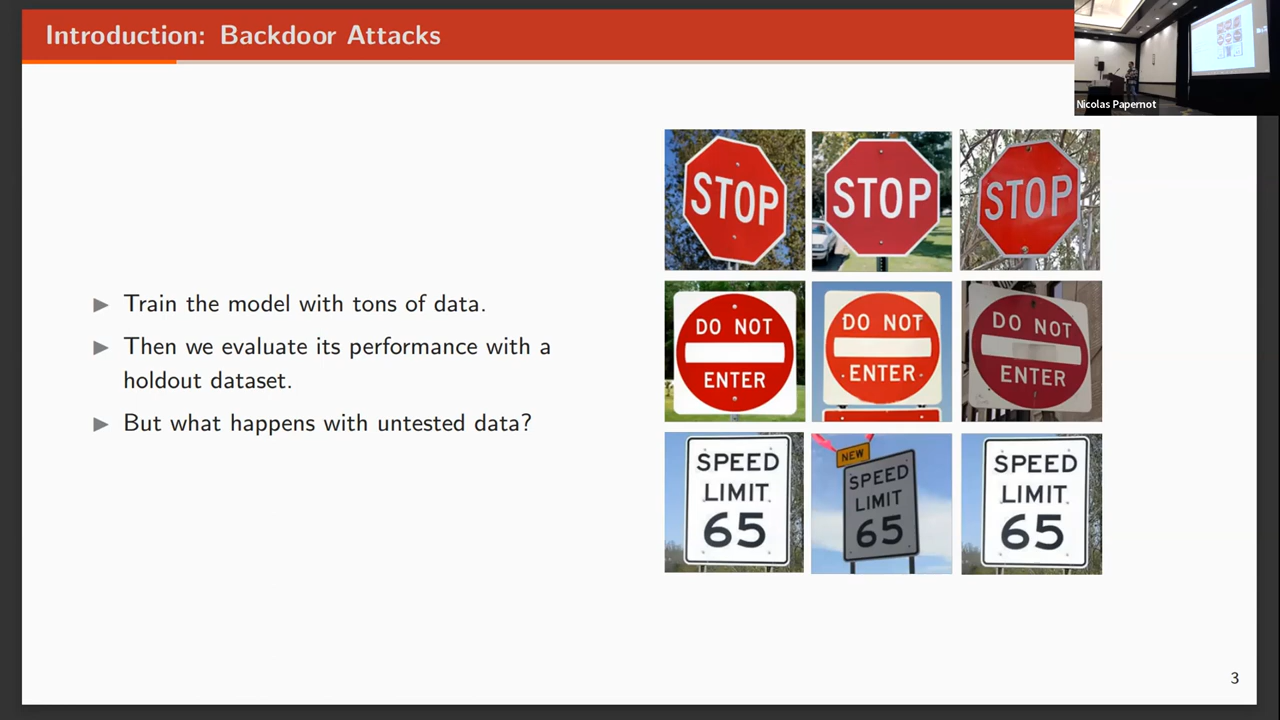 Introduction: Backdoor Attacks
Nicolas Papernot
▶ Train the model with tons of data.
▶ Then we evaluate its performance with a
holdout dataset.
▶ But what happens with untested data?
STOP
STOP
STOP
DO NOT
ENTER
DO NOT
ENTER
DO NOT
ENTER
SPEED
LIMIT
65
NEW
SPEED
LIMIT
65
SPEED
LIMIT
65
3